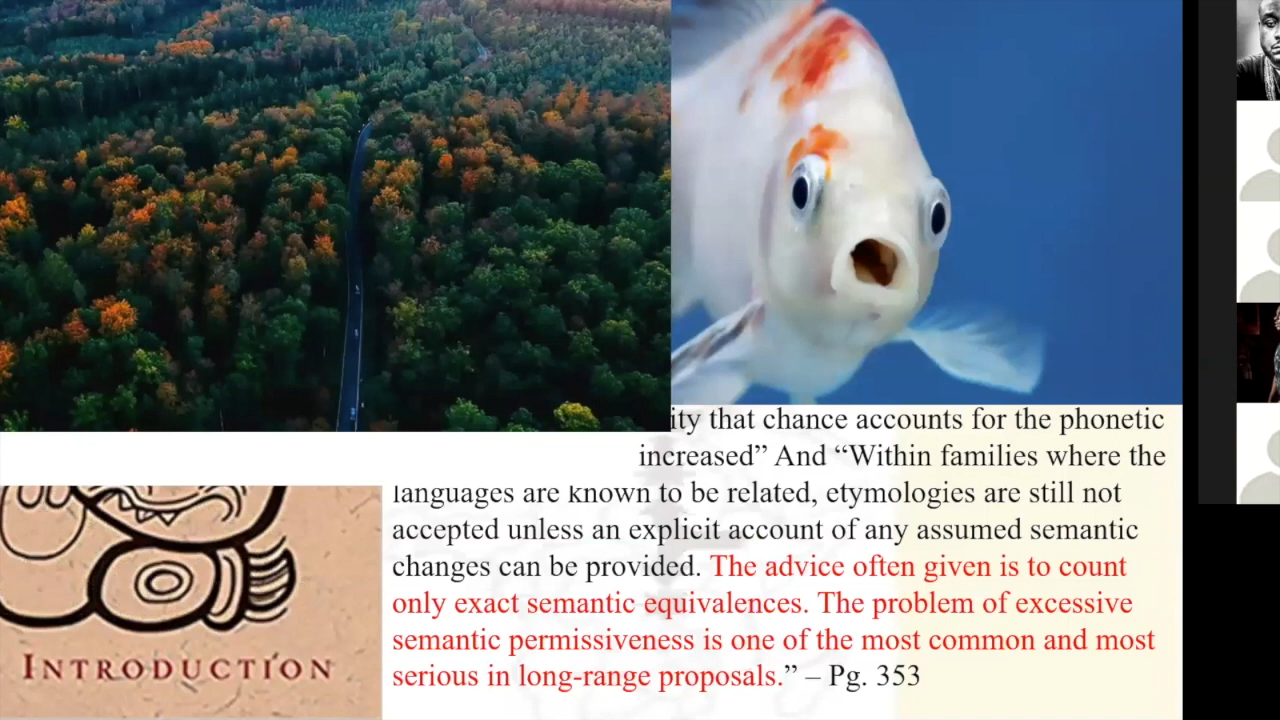 ity that chance accounts for the phonetic
increased” And “Within families where the
languages are known to be related, etymologies are still not
accepted unless an explicit account of any assumed semantic
changes can be provided. The advice often given is to count
only exact semantic equivalences. The problem of excessive
semantic permissiveness is one of the most common and most
serious in long-range proposals.” – Pg. 353
INTRODUCTION